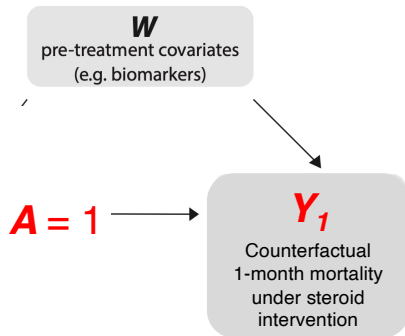 W
pre-treatment covariates
(e.g. biomarkers)
A = 1
Y₁
Counterfactual
1-month mortality
under steroid
intervention